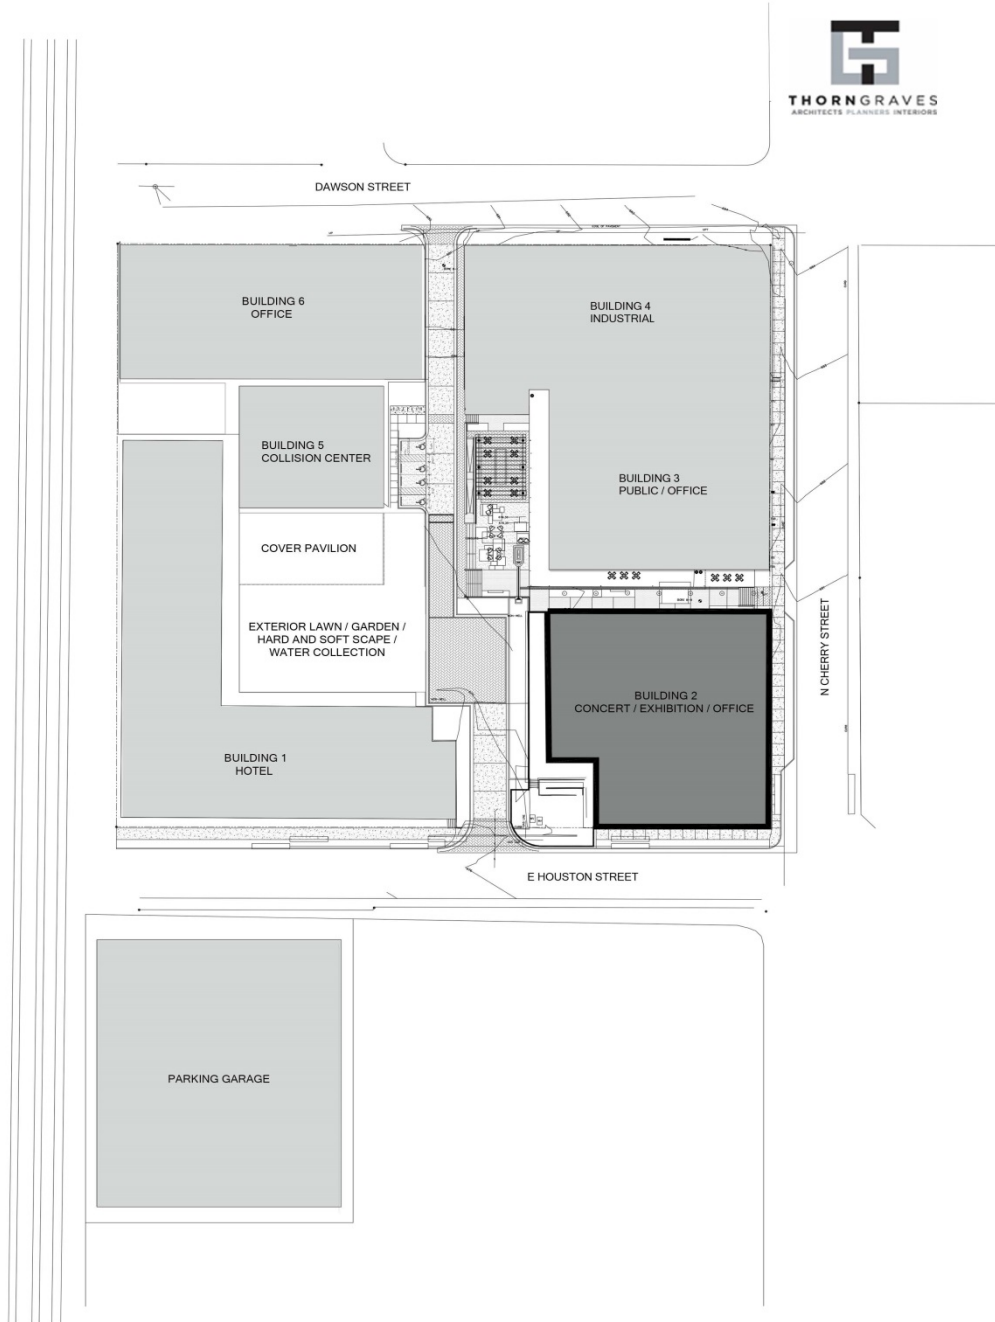 THORNGRAVES
ARCHITECTS PLANNERS INTERIORS
DAWSON STREET
BUILDING 6
OFFICE
BUILDING 4
INDUSTRIAL
BUILDING 5
COLLISION CENTER
BUILDING 3
PUBLIC / OFFICE
COVER PAVILION
EXTERIOR LAWN / GARDEN /
HARD AND SOFT SCAPE /
WATER COLLECTION
N CHERRY STREET
BUILDING 2
CONCERT / EXHIBITION / OFFICE
BUILDING 1
HOTEL
E HOUSTON STREET
PARKING GARAGE